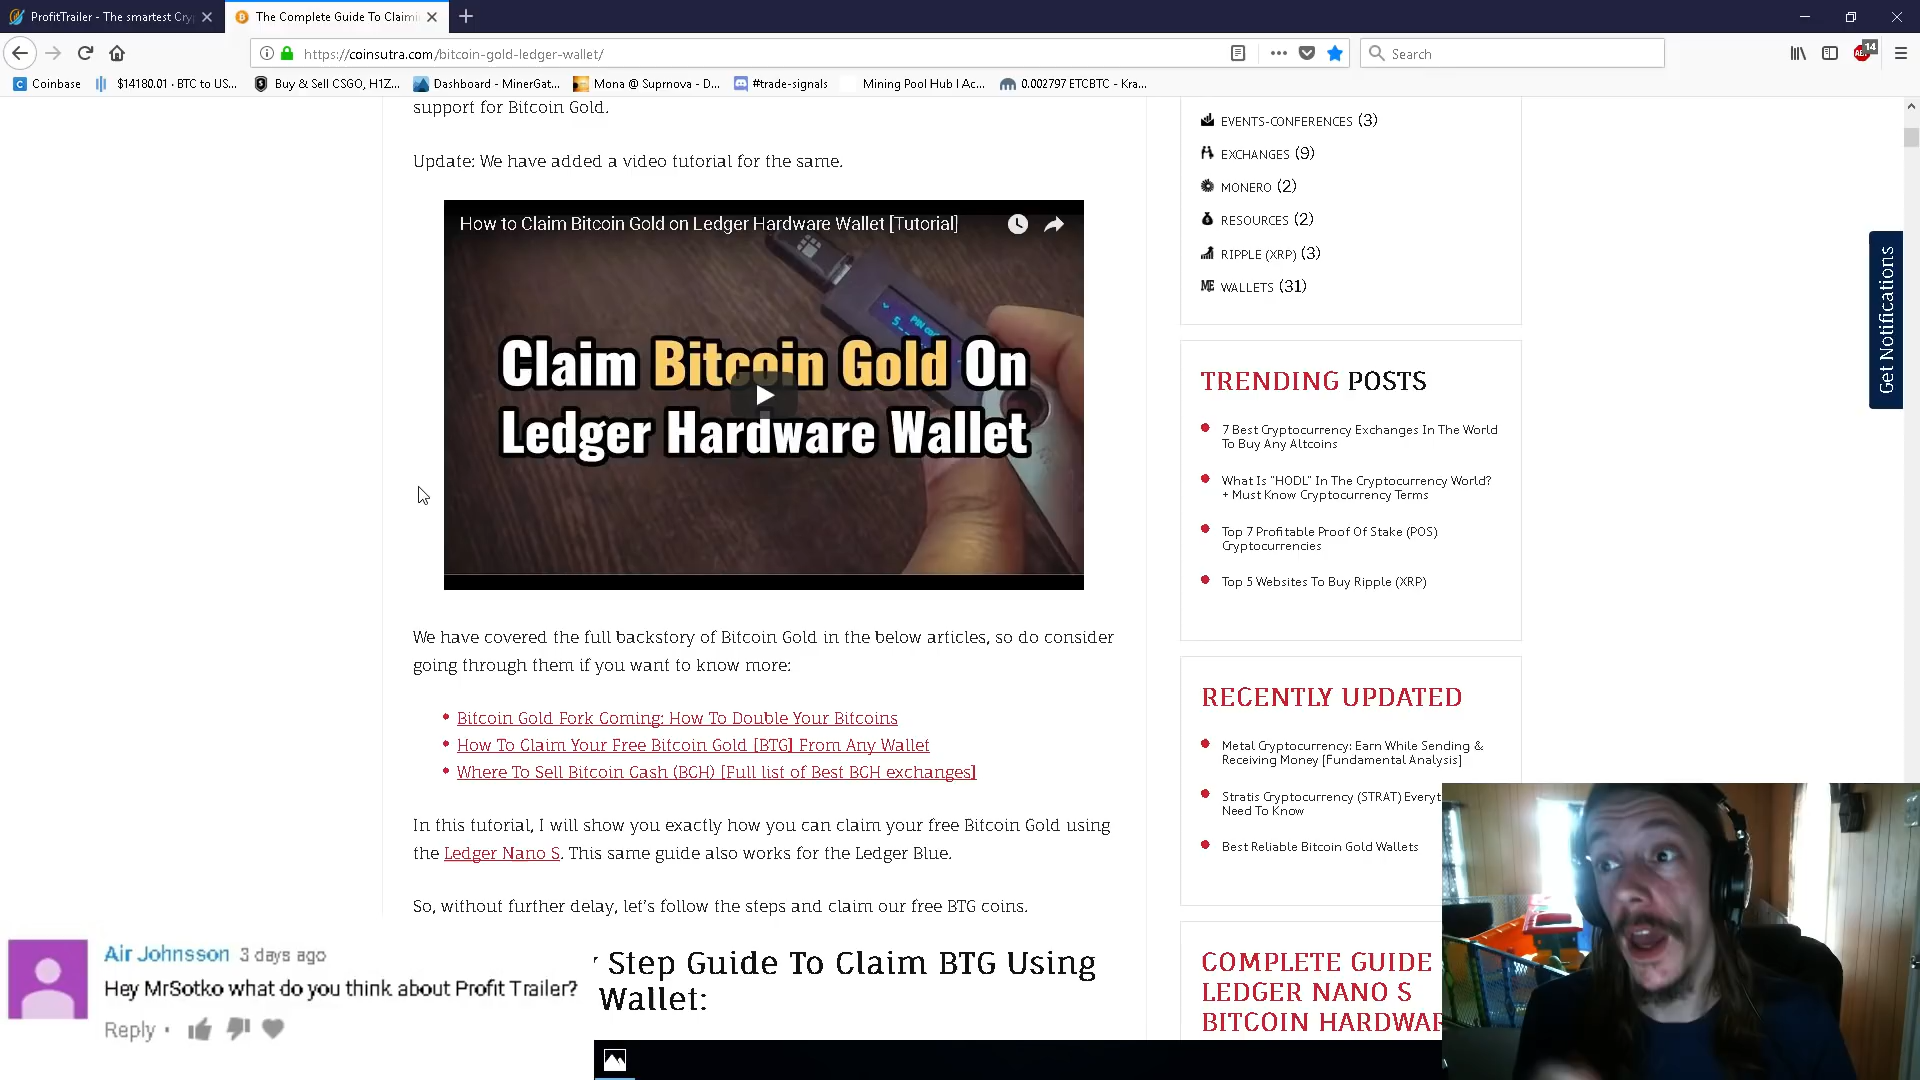 ProfitTrailer - The smartest Cry
The Complete Guide To Claimi
https://coinsutra.com/bitcoin-gold-ledger-wallet/
Search
14
Coinbase
$14180.01 · BTC to US...
Buy & Sell CSGO, H1Z...
Dashboard - MinerGat...
Mona @ Suprnova - D...
#trade-signals
Mining Pool Hub | Ac...
0.002797 ETCBTC - Kra...
support for Bitcoin Gold.
Update: We have added a video tutorial for the same.
How to Claim Bitcoin Gold on Ledger Hardware Wallet [Tutorial]
Claim Bitcoin Gold On
Ledger Hardware Wallet
We have covered the full backstory of Bitcoin Gold in the below articles, so do consider
going through them if you want to know more:
Bitcoin Gold Fork Coming: How To Double Your Bitcoins
How To Claim Your Free Bitcoin Gold [BTG] From Any Wallet
Where To Sell Bitcoin Cash (BCH) [Full list of Best BCH exchanges]
In this tutorial, I will show you exactly how you can claim your free Bitcoin Gold using
the Ledger Nano S. This same guide also works for the Ledger Blue.
So, without further delay, let's follow the steps and claim our free BTG coins.
Step Guide To Claim BTG Using
Wallet:
EVENTS-CONFERENCES (3)
EXCHANGES (9)
MONERO (2)
RESOURCES (2)
RIPPLE (XRP) (3)
WALLETS (31)
TRENDING POSTS
7 Best Cryptocurrency Exchanges In The World
To Buy Any Altcoins
What Is "HODL" In The Cryptocurrency World?
+ Must Know Cryptocurrency Terms
Top 7 Profitable Proof Of Stake (POS)
Cryptocurrencies
Top 5 Websites To Buy Ripple (XRP)
RECENTLY UPDATED
Metal Cryptocurrency: Earn While Sending &
Receiving Money [Fundamental Analysis]
Stratis Cryptocurrency (STRAT) Everyt
Need To Know
Best Reliable Bitcoin Gold Wallets
COMPLETE GUIDE
LEDGER NANO S
BITCOIN HARDWAR
Get Notifications
Air Johnsson 3 days ago
Hey MrSotko what do you think about Profit Trailer?
Reply ·